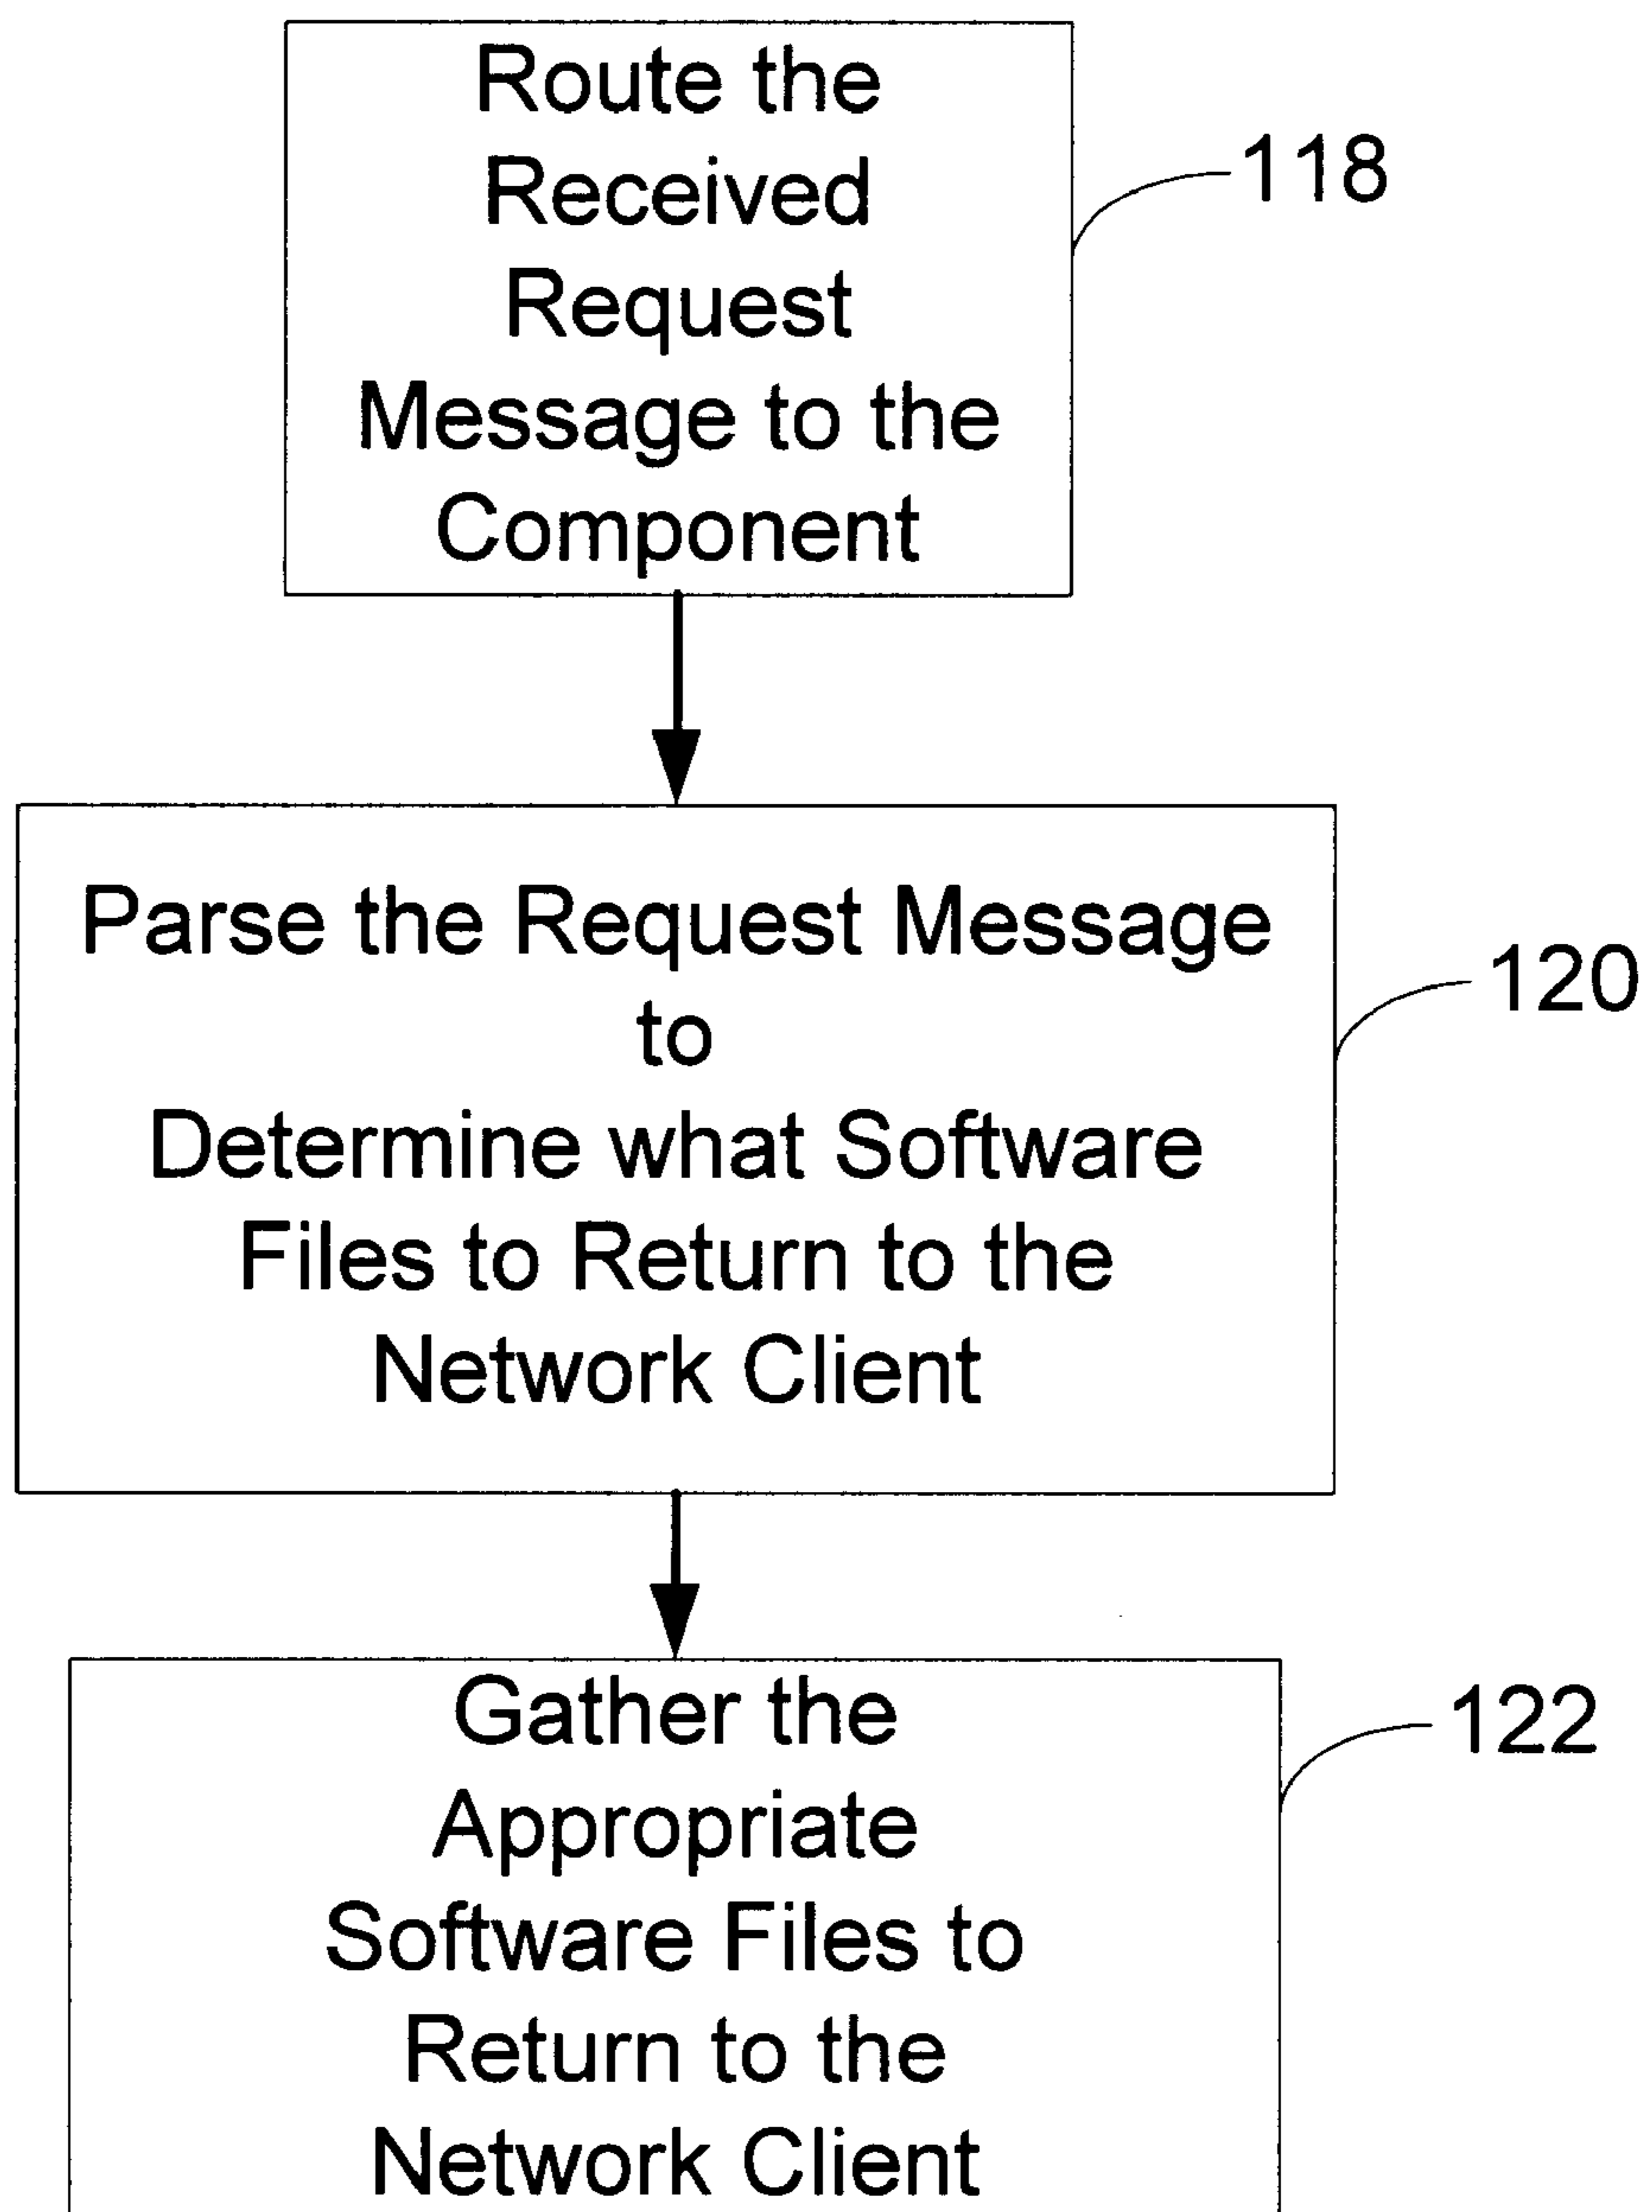 Route the
Received
Request
Message to the
Component
118
Parse the Request Message
to
Determine what Software
Files to Return to the
Network Client
120
Gather the
Appropriate
Software Files to
Return to the
Network Client
122